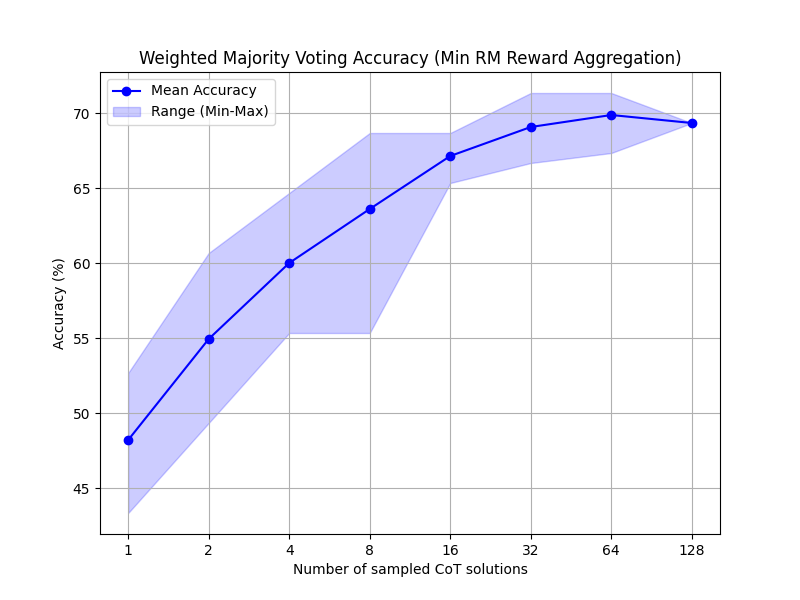 Weighted Majority Voting Accuracy (Min RM Reward Aggregation)
Mean Accuracy
Range (Min-Max)
Accuracy (%)
70
65
60
55
50
45
1 2 4 8 16 32 64 128
Number of sampled CoT solutions